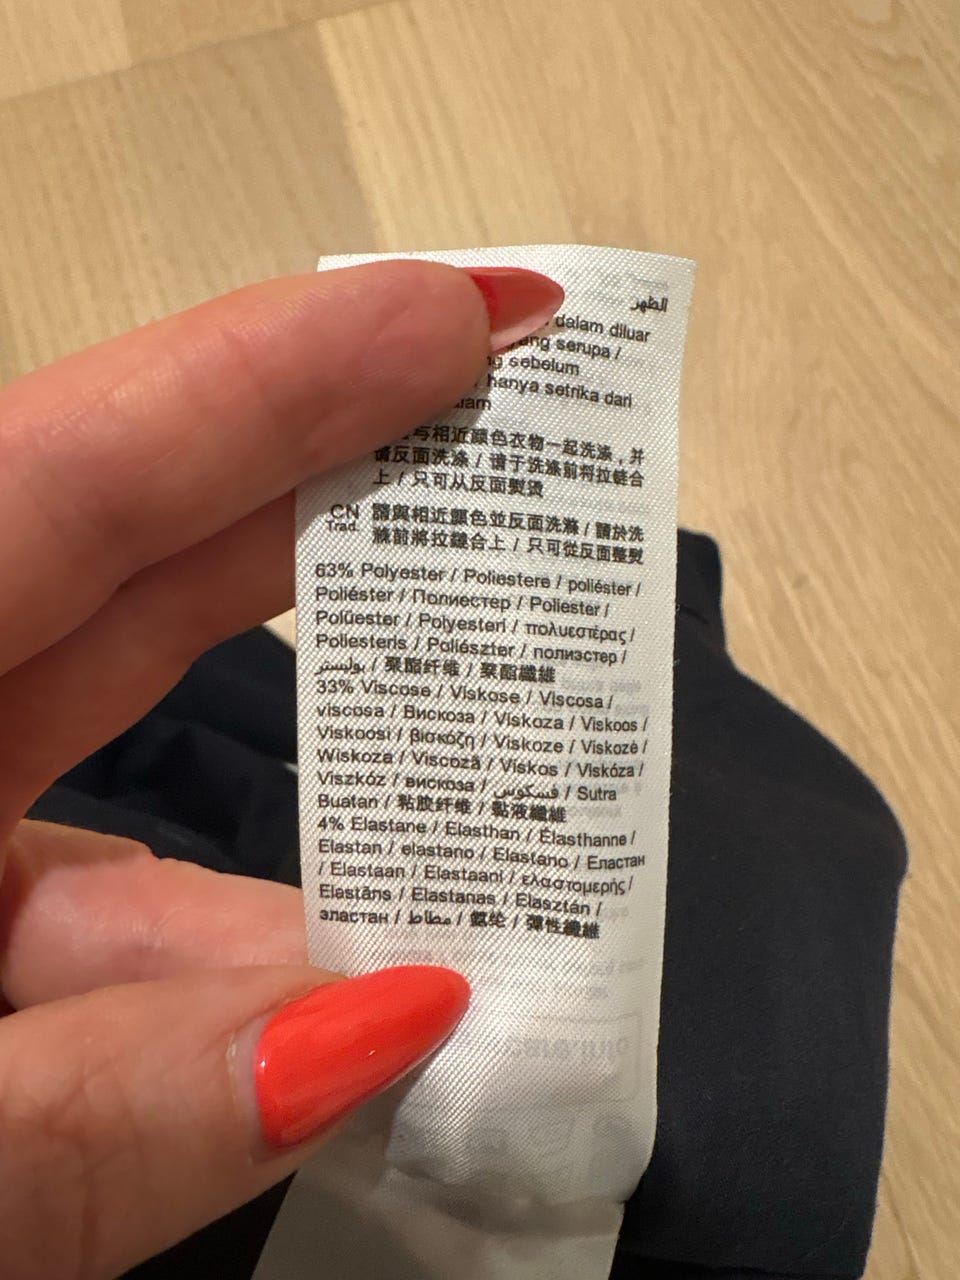 الظهر
dalam diluar
serupa /
sebelum
hanya setrika dari
与相近颜色衣物一起洗涤，并
请反面洗涤 / 请于洗涤前将拉链合
上 / 只可从反面熨烫
CN Trad. 請與相近顏色並反面洗滌 / 請於洗
滌前將拉鏈合上 / 只可從反面整熨
63% Polyester / Poliestere / poliéster /
Poliéster / Полиестер / Poliester /
Polüester / Polyesteri / πολυεστέρας /
Poliesteris / Poliészter / полиэстер /
بوليستر / 聚酯纤维 / 聚酯纖維
33% Viscose / Viskose / Viscosa /
viscosa / Вискоза / Viskoza / Viskoos /
Viskoosi / βισκόζη / Viskoze / Viskozė /
Wiskoza / Viscoză / Viskos / Viskóza /
Viszkóz / вискоза / فسكوس / Sutra
Buatan / 粘胶纤维 / 黏液纖維
4% Elastane / Elasthan / Élasthanne /
Elastan / elastano / Elastano / Еластан
/ Elastaan / Elastaani / ελαστομερής /
Elastāns / Elastanas / Elasztán /
эластан / مطاط / 氨纶 / 彈性纖維